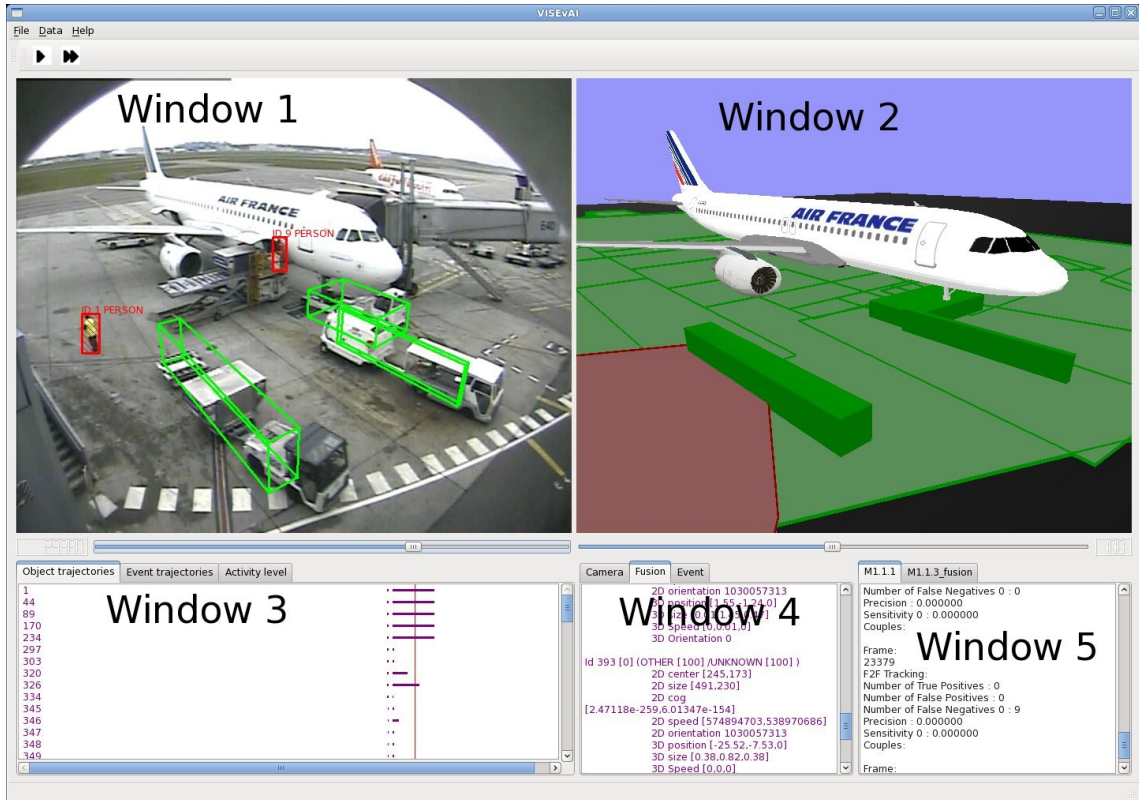 VISEvAl
File Data Help
Window 1
AIR FRANCE
ID 9 PERSON
ID 1 PERSON
E40
Window 2
AIR FRANCE
Object trajectories Event trajectories Activity level
1
44
89
170
234
297
303
320
326
334
345
346
347
348
349
Window 3
Camera Fusion Event
2D orientation 1030057313
3D Speed [0,0.01,0]
3D Orientation 0
Id 393 [0] (OTHER [100] /UNKNOWN [100] )
2D center [245,173]
2D size [491,230]
2D cog
[2.47118e-259,6.01347e-154]
2D speed [574894703,538970686]
2D orientation 1030057313
3D position [-25.52,-7.53,0]
3D size [0.38,0.82,0.38]
3D Speed [0,0,0]
Window 4
M1.1.1 M1.1.3_fusion
Number of False Negatives 0 : 0
Precision : 0.000000
Sensitivity 0 : 0.000000
Couples:
Frame:
23379
F2F Tracking:
Number of True Positives : 0
Number of False Positives : 0
Number of False Negatives 0 : 9
Precision : 0.000000
Sensitivity 0 : 0.000000
Couples:
Frame:
Window 5